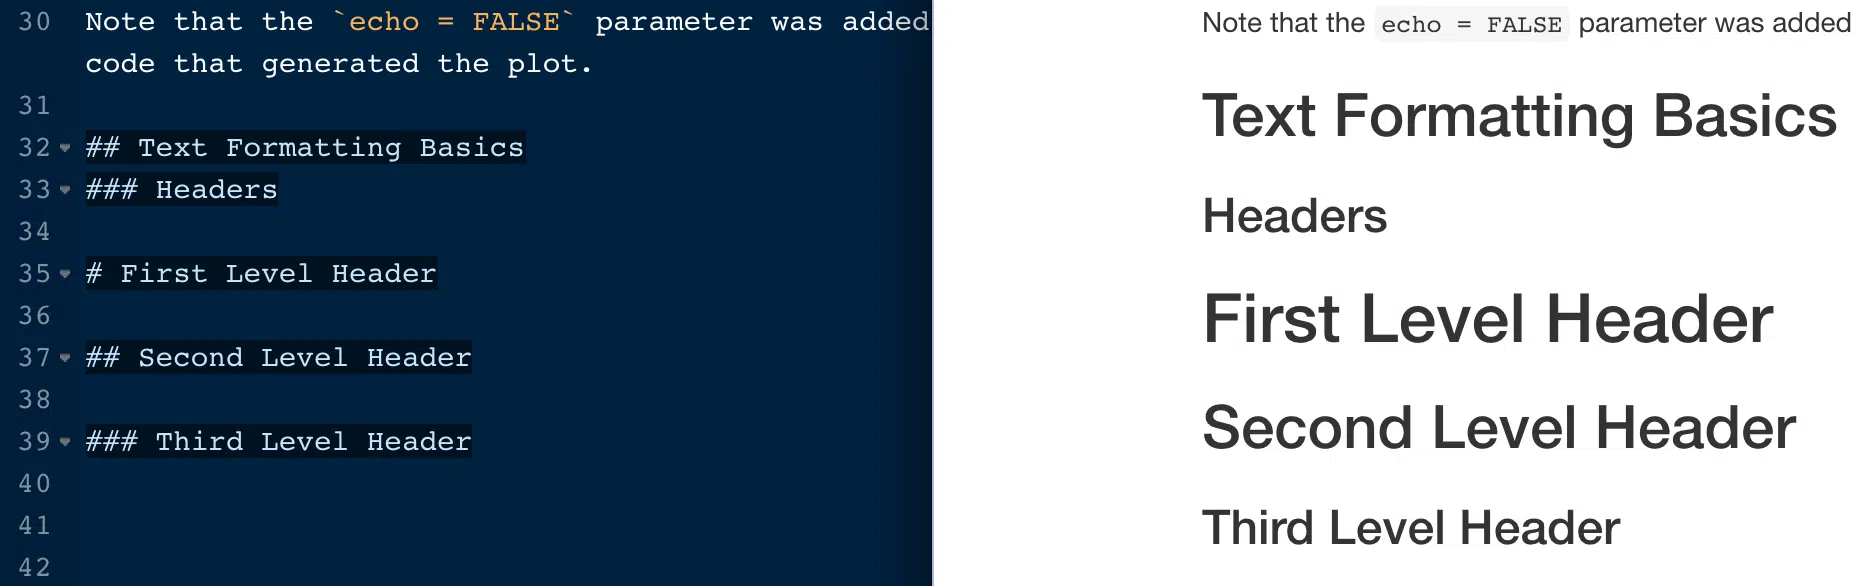 30 Note that the `echo = FALSE` parameter was added
code that generated the plot.
31
32 ## Text Formatting Basics
33 ### Headers
34
35 # First Level Header
36
37 ## Second Level Header
38
39 ### Third Level Header
40
41
42
Note that the echo = FALSE parameter was added
Text Formatting Basics
Headers
First Level Header
Second Level Header
Third Level Header